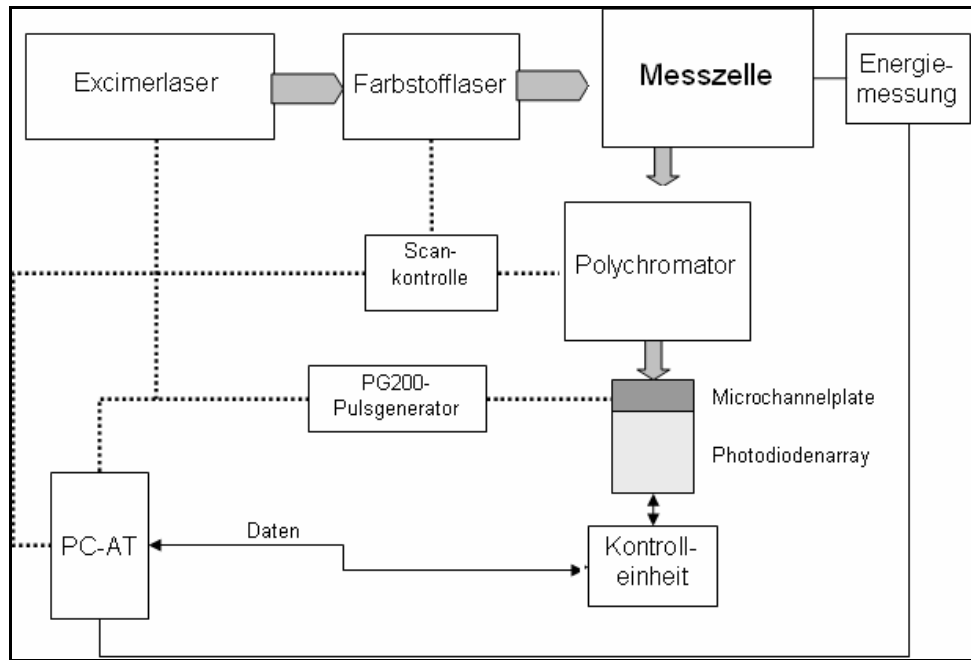 Excimerlaser
Farbstofflaser
Messzelle
Energie-
messung
Scan-
kontrolle
Polychromator
PG200-
Pulsgenerator
Microchannelplate
Photodiodenarray
PC-AT
Daten
Kontroll-
einheit